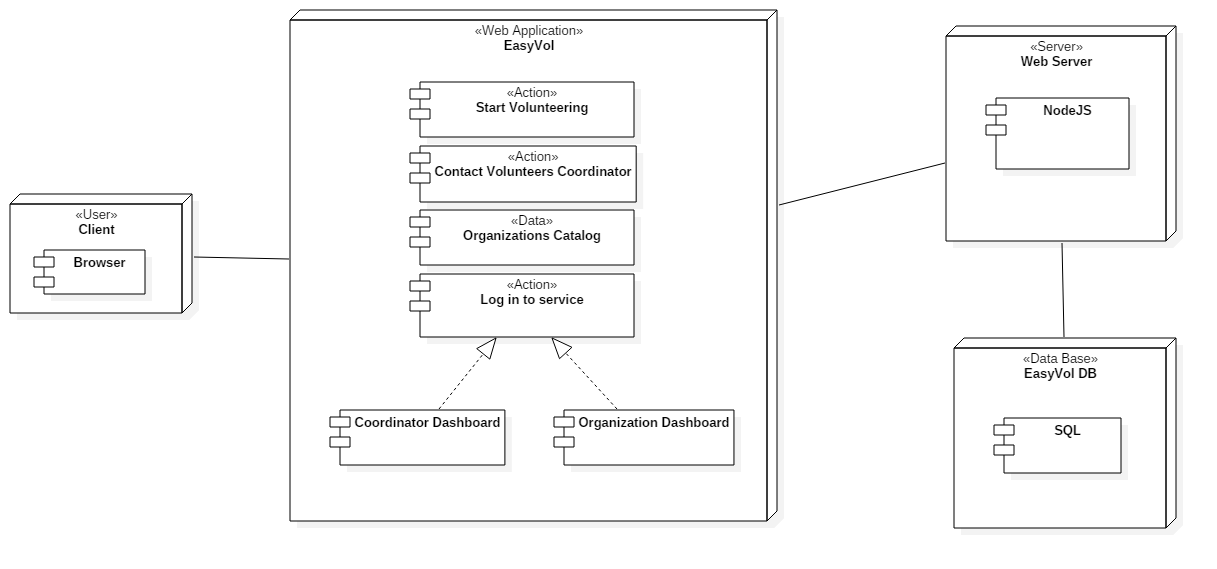 «User»
Client
Browser
«Web Application»
EasyVol
«Action»
Start Volunteering
«Action»
Contact Volunteers Coordinator
«Data»
Organizations Catalog
«Action»
Log in to service
Coordinator Dashboard
Organization Dashboard
«Server»
Web Server
NodeJS
«Data Base»
EasyVol DB
SQL